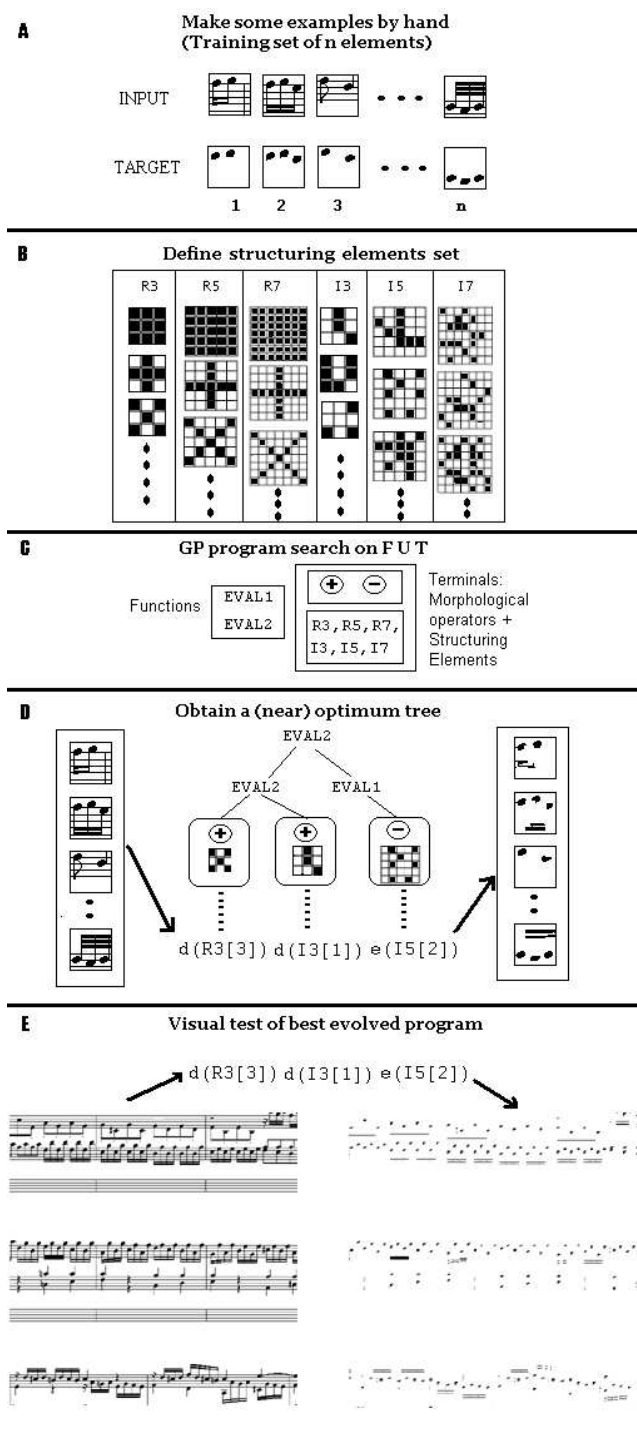 A
Make some examples by hand
(Training set of n elements)
INPUT
TARGET
1 2 3 n
B
Define structuring elements set
R3 R5 R7 I3 I5 I7
C
GP program search on F U T
Functions
EVAL1
EVAL2
+ −
R3,R5,R7,
I3,I5,I7
Terminals:
Morphological
operators +
Structuring
Elements
D
Obtain a (near) optimum tree
EVAL2
EVAL2 EVAL1
+ + −
d(R3[3]) d(I3[1]) e(I5[2])
E
Visual test of best evolved program
d(R3[3]) d(I3[1]) e(I5[2])